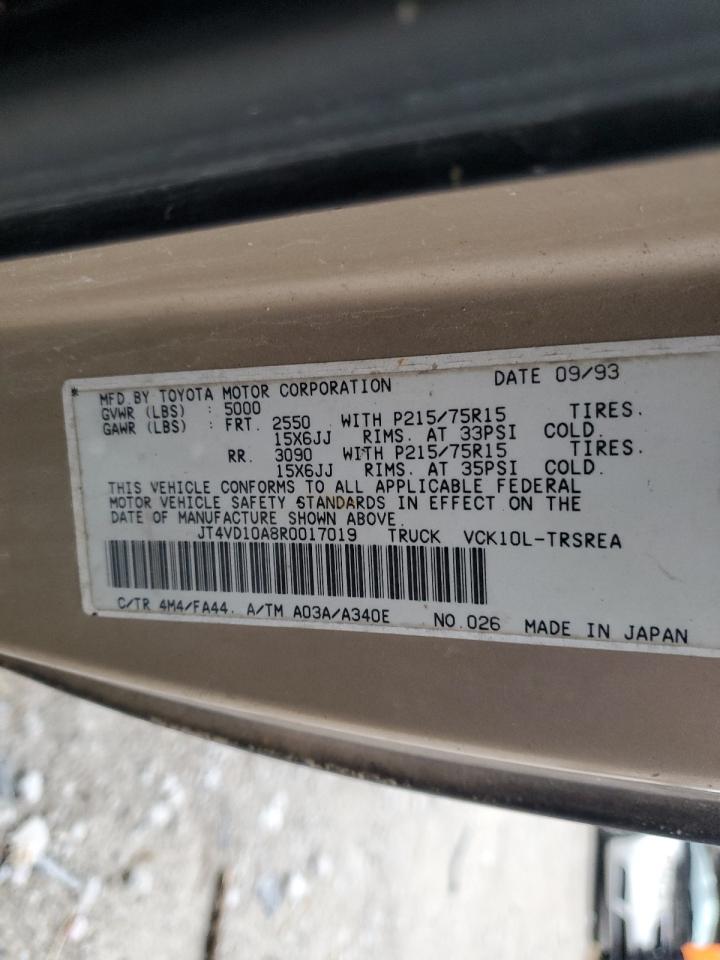 MFD. BY TOYOTA MOTOR CORPORATION DATE 09/93
GVWR (LBS) : 5000
GAWR (LBS) : FRT. 2550 WITH P215/75R15 TIRES.
15X6JJ RIMS. AT 33PSI COLD.
RR. 3090 WITH P215/75R15 TIRES.
15X6JJ RIMS. AT 35PSI COLD.
THIS VEHICLE CONFORMS TO ALL APPLICABLE FEDERAL
MOTOR VEHICLE SAFETY STANDARDS IN EFFECT ON THE
DATE OF MANUFACTURE SHOWN ABOVE.
JT4VD10A8R0017019 TRUCK VCK10L-TRSREA
C/TR 4M4/FA44. A/TM A03A/A340E NO.026 MADE IN JAPAN